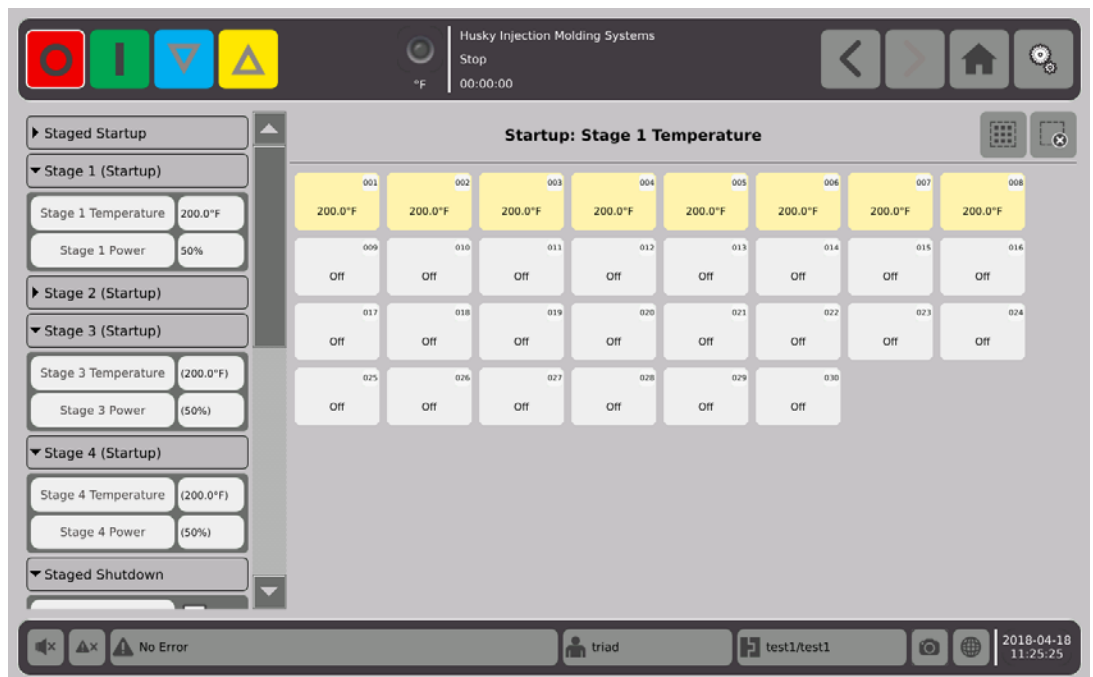 Husky Injection Molding Systems
Stop
°F 00:00:00
Staged Startup
Stage 1 (Startup)
Stage 1 Temperature 200.0°F
Stage 1 Power 50%
Stage 2 (Startup)
Stage 3 (Startup)
Stage 3 Temperature (200.0°F)
Stage 3 Power (50%)
Stage 4 (Startup)
Stage 4 Temperature (200.0°F)
Stage 4 Power (50%)
Staged Shutdown
Startup: Stage 1 Temperature
001 002 003 004 005 006 007 008
200.0°F 200.0°F 200.0°F 200.0°F 200.0°F 200.0°F 200.0°F 200.0°F
009 010 011 012 013 014 015 016
Off Off Off Off Off Off Off Off
017 018 019 020 021 022 023 024
Off Off Off Off Off Off Off Off
025 026 027 028 029 030
Off Off Off Off Off Off
No Error triad test1/test1 2018-04-18
11:25:25